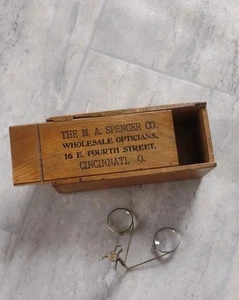 THE M. A. SPENCER CO.
WHOLESALE OPTICIANS,
16 E. FOURTH STREET,
CINCINNATI, O.